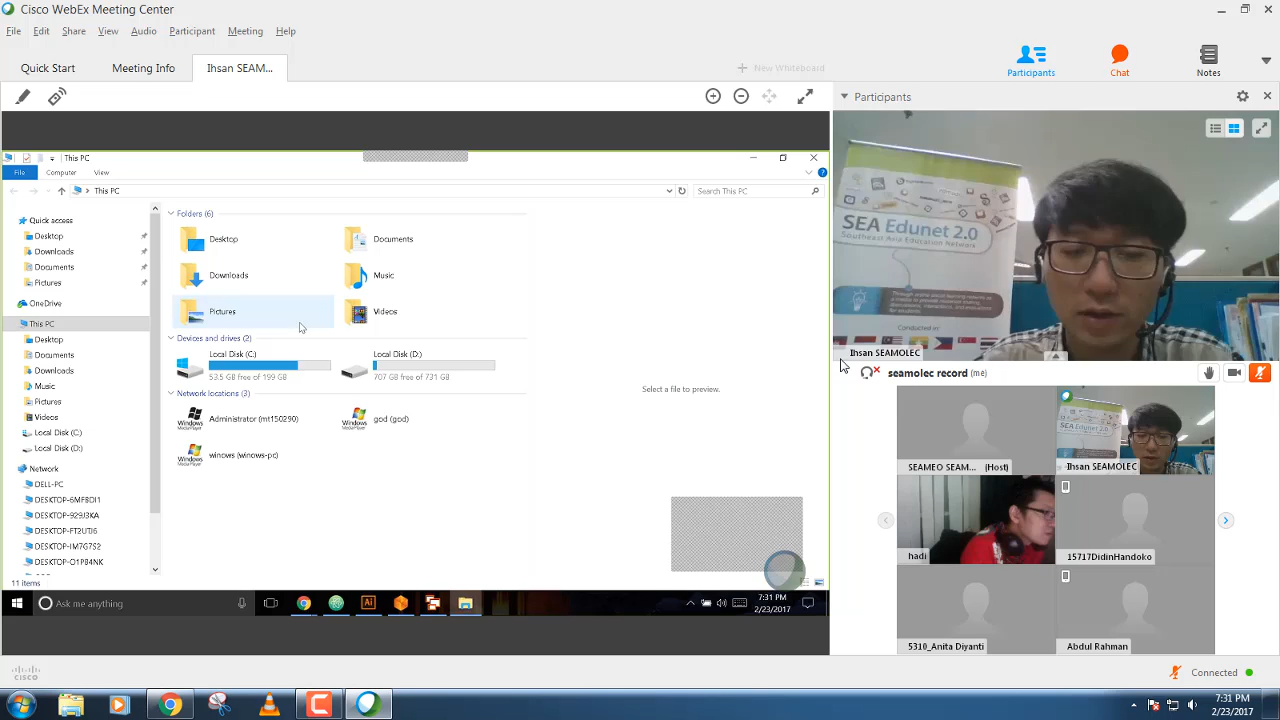 Cisco WebEx Meeting Center
File Edit Share View Audio Participant Meeting Help
Quick Start Meeting Info Ihsan SEAM...
New Whiteboard
Participants Chat Notes
This PC
File Computer View
This PC
Search This PC
Quick access
Desktop
Downloads
Documents
Pictures
OneDrive
This PC
Desktop
Documents
Downloads
Music
Pictures
Videos
Local Disk (C:)
Local Disk (D:)
Network
DELL-PC
DESKTOP-6MFBDI1
DESKTOP-929J3KA
DESKTOP-FT2UTJ6
DESKTOP-IM7G7S2
DESKTOP-O1P84NK
11 items
Folders (6)
Desktop
Documents
Downloads
Music
Pictures
Videos
Devices and drives (2)
Local Disk (C:)
53.5 GB free of 199 GB
Local Disk (D:)
707 GB free of 731 GB
Network locations (3)
Administrator (mt150290)
god (god)
winows (winows-pc)
Select a file to preview.
Ask me anything
7:31 PM
2/23/2017
Participants
SEA Edunet 2.0
Southeast Asia Education Network
Conducted in:
Ihsan SEAMOLEC
seamolec record (me)
SEAMEO SEAM... (Host)
Ihsan SEAMOLEC
hadi
15717DidinHandoko
5310_Anita Diyanti
Abdul Rahman
cisco
Connected
7:31 PM
2/23/2017